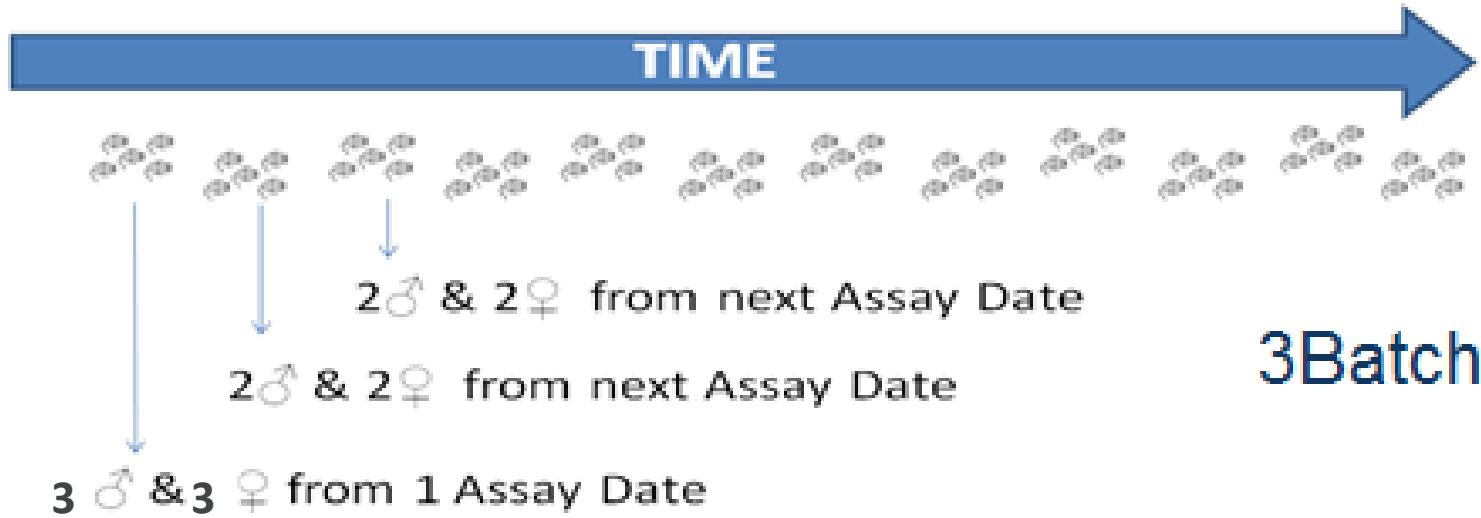 TIME
2♂ & 2♀ from next Assay Date
3Batch
2♂ & 2♀ from next Assay Date
3 ♂ &3 ♀ from 1 Assay Date